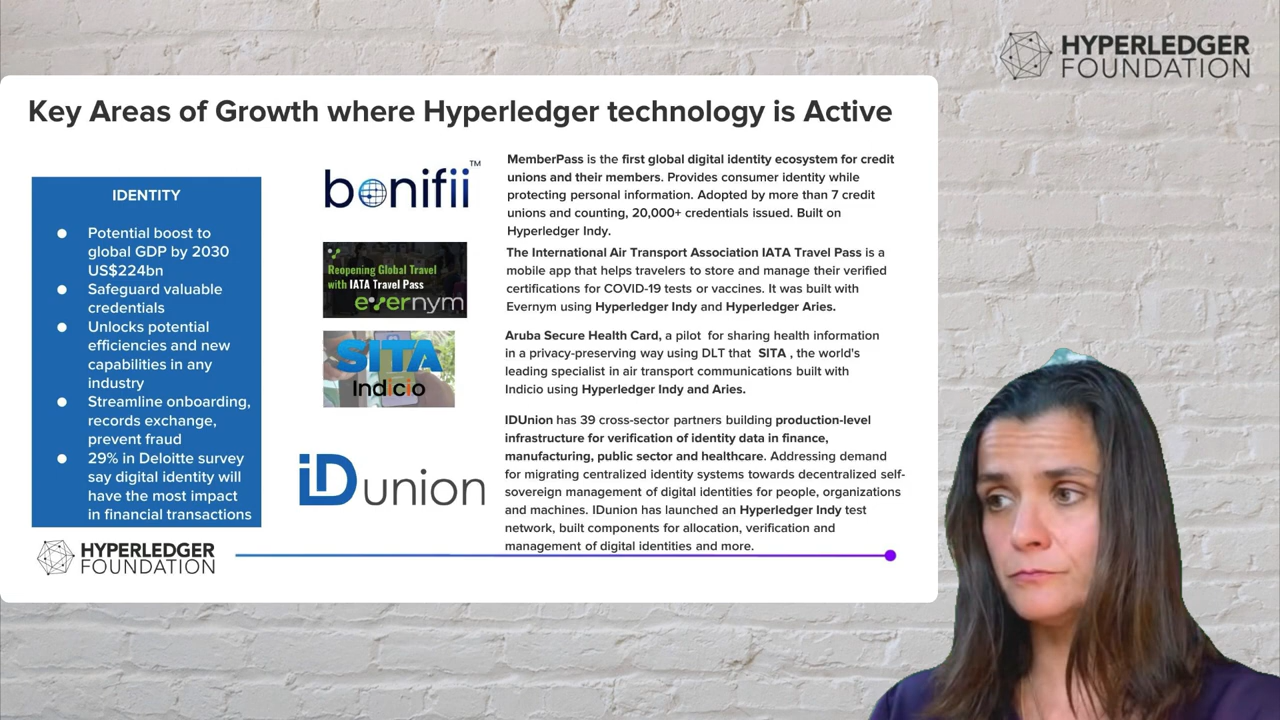 HYPERLEDGER
FOUNDATION
Key Areas of Growth where Hyperledger technology is Active
IDENTITY
● Potential boost to
global GDP by 2030
US$224bn
● Safeguard valuable
credentials
● Unlocks potential
efficiencies and new
capabilities in any
industry
● Streamline onboarding,
records exchange,
prevent fraud
● 29% in Deloitte survey
say digital identity will
have the most impact
in financial transactions
bonifii™
MemberPass is the first global digital identity ecosystem for credit
unions and their members. Provides consumer identity while
protecting personal information. Adopted by more than 7 credit
unions and counting, 20,000+ credentials issued. Built on
Hyperledger Indy.
Reopening Global Travel
with IATA Travel Pass
evernym
The International Air Transport Association IATA Travel Pass is a
mobile app that helps travelers to store and manage their verified
certifications for COVID-19 tests or vaccines. It was built with
Evernym using Hyperledger Indy and Hyperledger Aries.
SITA
Indicio
Aruba Secure Health Card, a pilot for sharing health information
in a privacy-preserving way using DLT that SITA , the world's
leading specialist in air transport communications built with
Indicio using Hyperledger Indy and Aries.
iDunion
IDUnion has 39 cross-sector partners building production-level
infrastructure for verification of identity data in finance,
manufacturing, public sector and healthcare. Addressing demand
for migrating centralized identity systems towards decentralized self-
sovereign management of digital identities for people, organizations
and machines. IDunion has launched an Hyperledger Indy test
network, built components for allocation, verification and
management of digital identities and more.
HYPERLEDGER
FOUNDATION